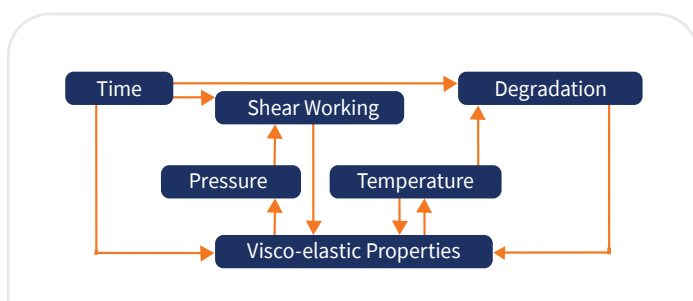 Time
Degradation
Shear Working
Pressure
Temperature
Visco-elastic Properties